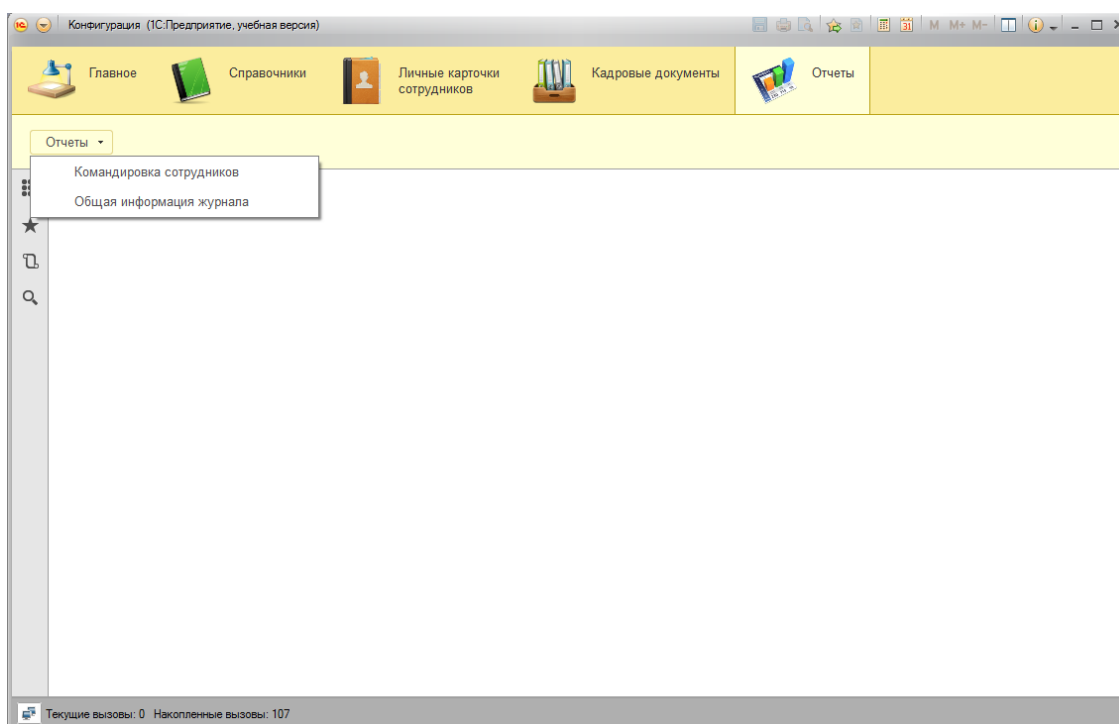 Конфигурация (1С:Предприятие, учебная версия)
M M+ M-
31
Главное
Справочники
Личные карточки
сотрудников
Кадровые документы
Отчеты
Отчеты
Командировка сотрудников
Общая информация журнала
Текущие вызовы: 0 Накопленные вызовы: 107